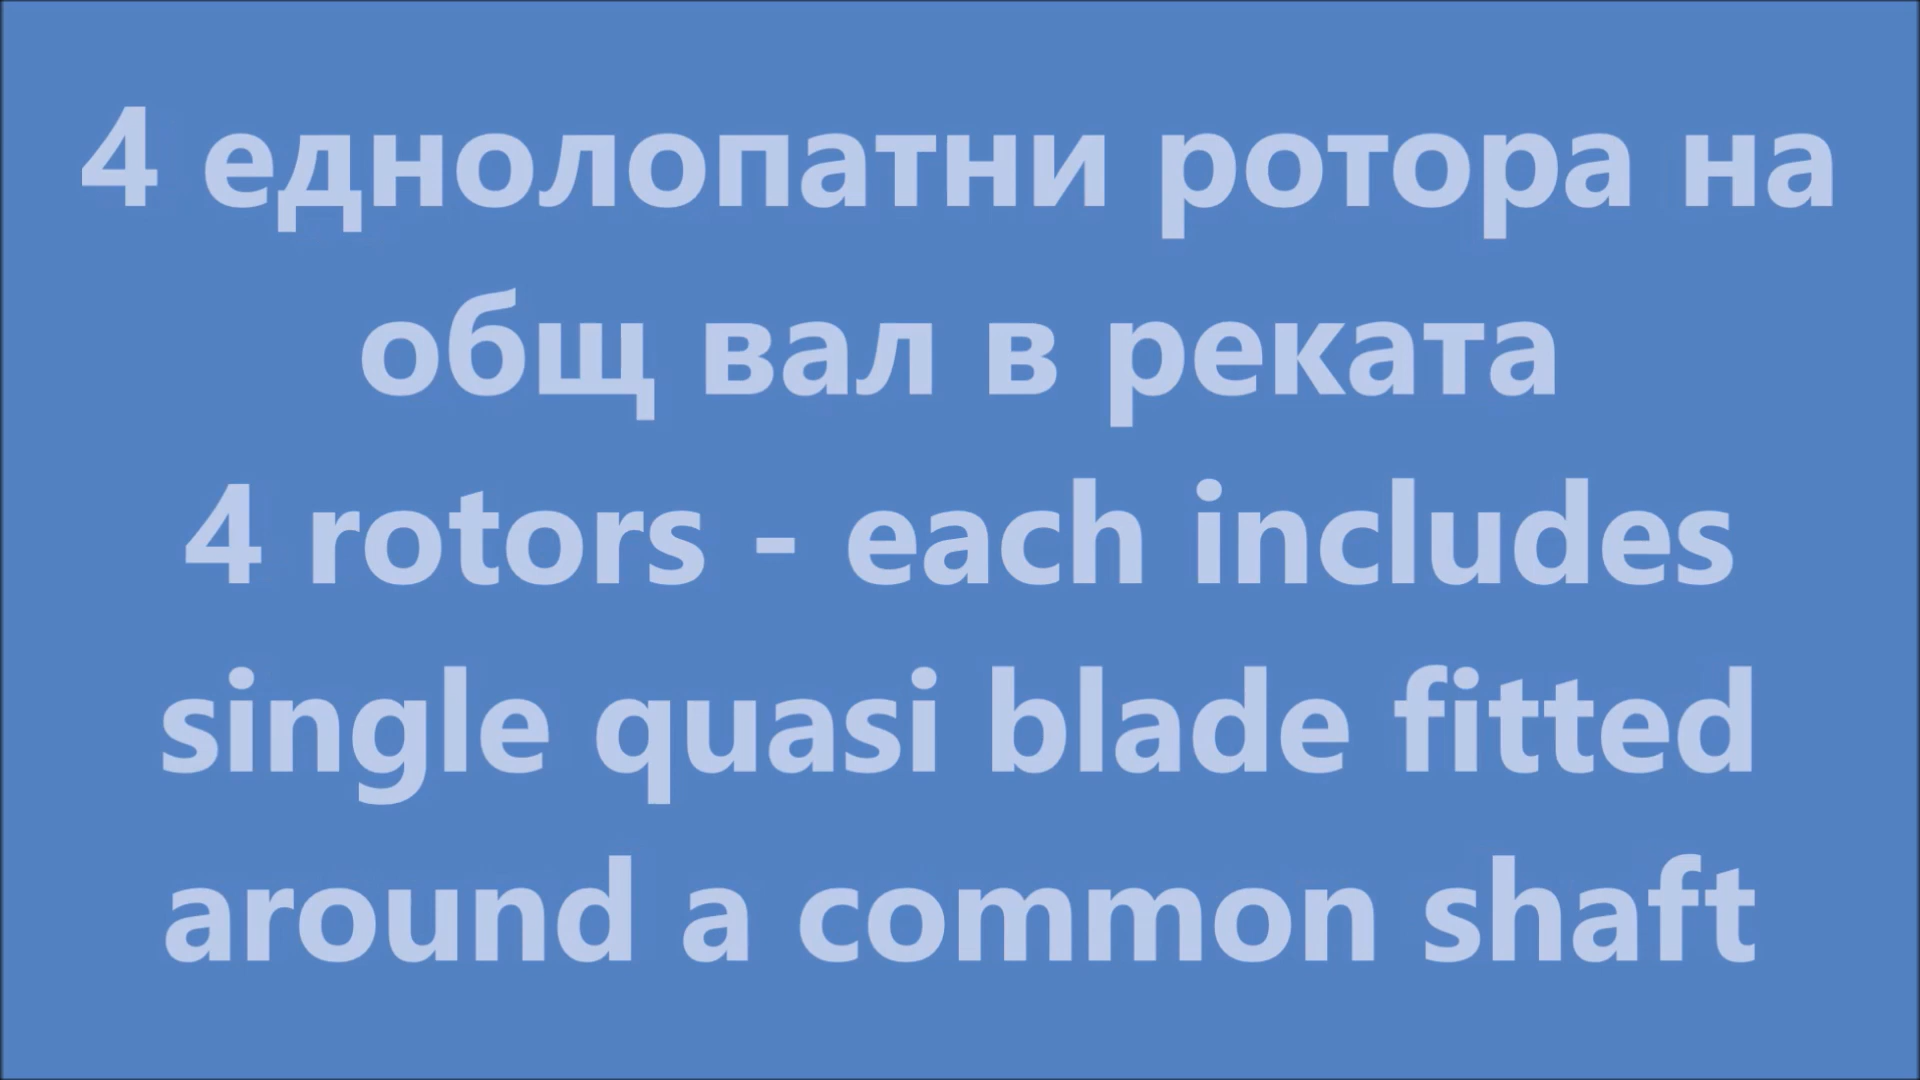 4 еднолопатни ротора на
общ вал в реката
4 rotors - each includes
single quasi blade fitted
around a common shaft